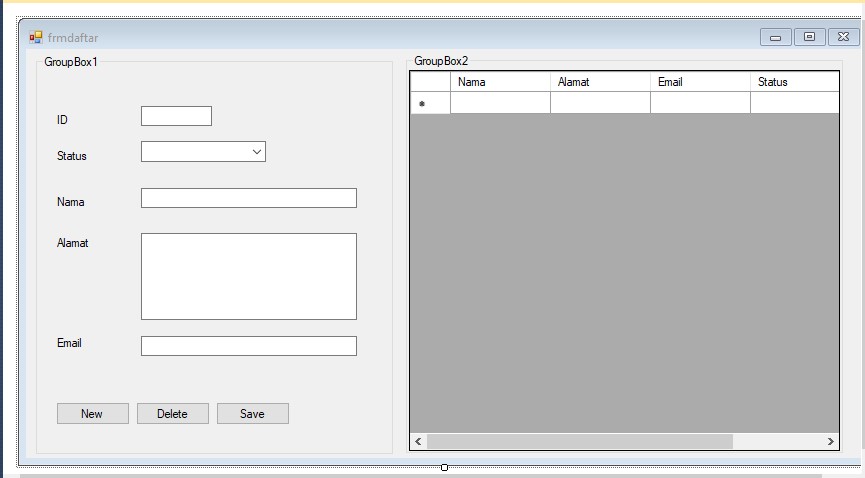 frmdaftar
GroupBox1
ID
Status
Nama
Alamat
Email
New Delete Save
GroupBox2
Nama Alamat Email Status